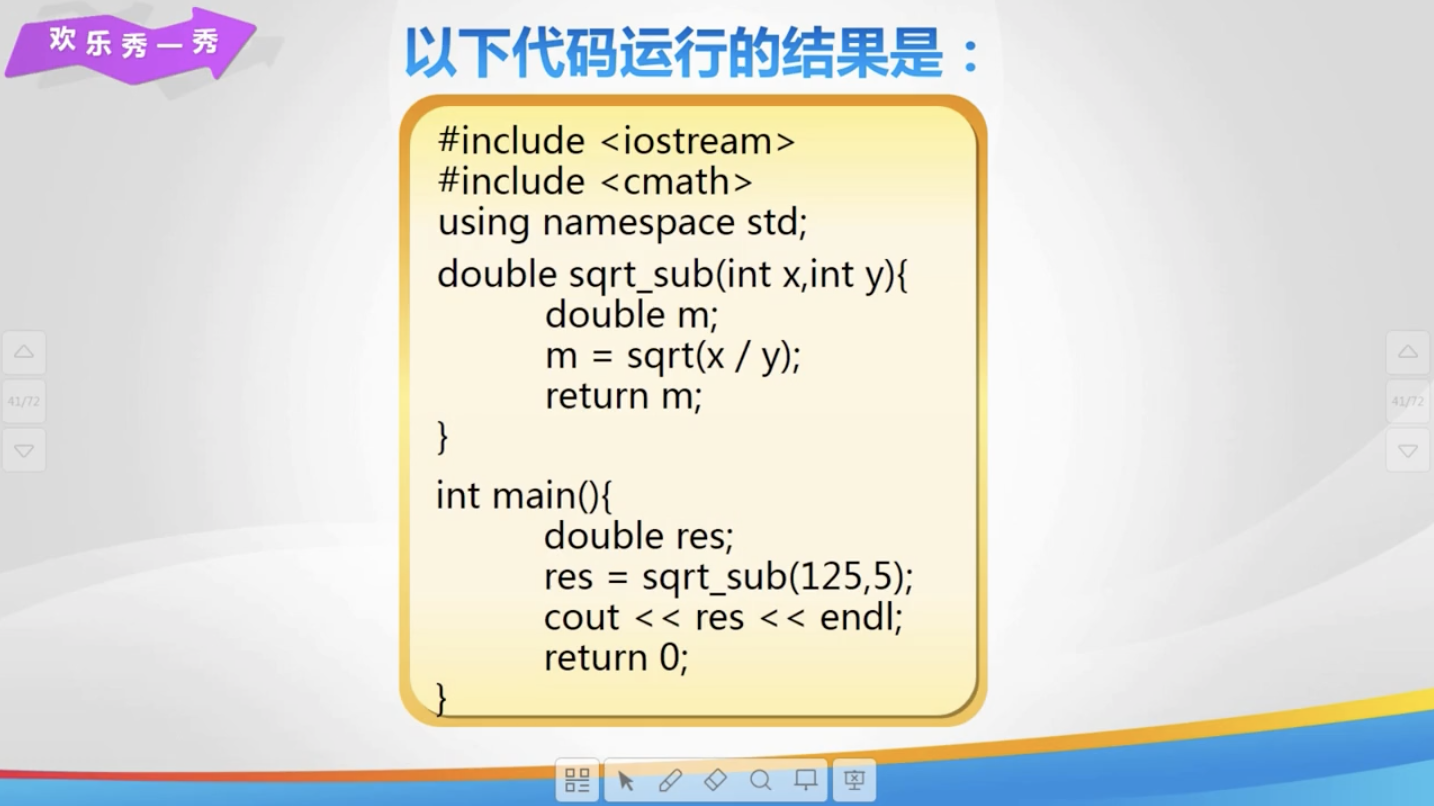 欢乐秀一秀
以下代码运行的结果是：
#include <iostream>
#include <cmath>
using namespace std;
double sqrt_sub(int x,int y){
double m;
m = sqrt(x / y);
return m;
}
int main(){
double res;
res = sqrt_sub(125,5);
cout << res << endl;
return 0;
}
41/72
41/72